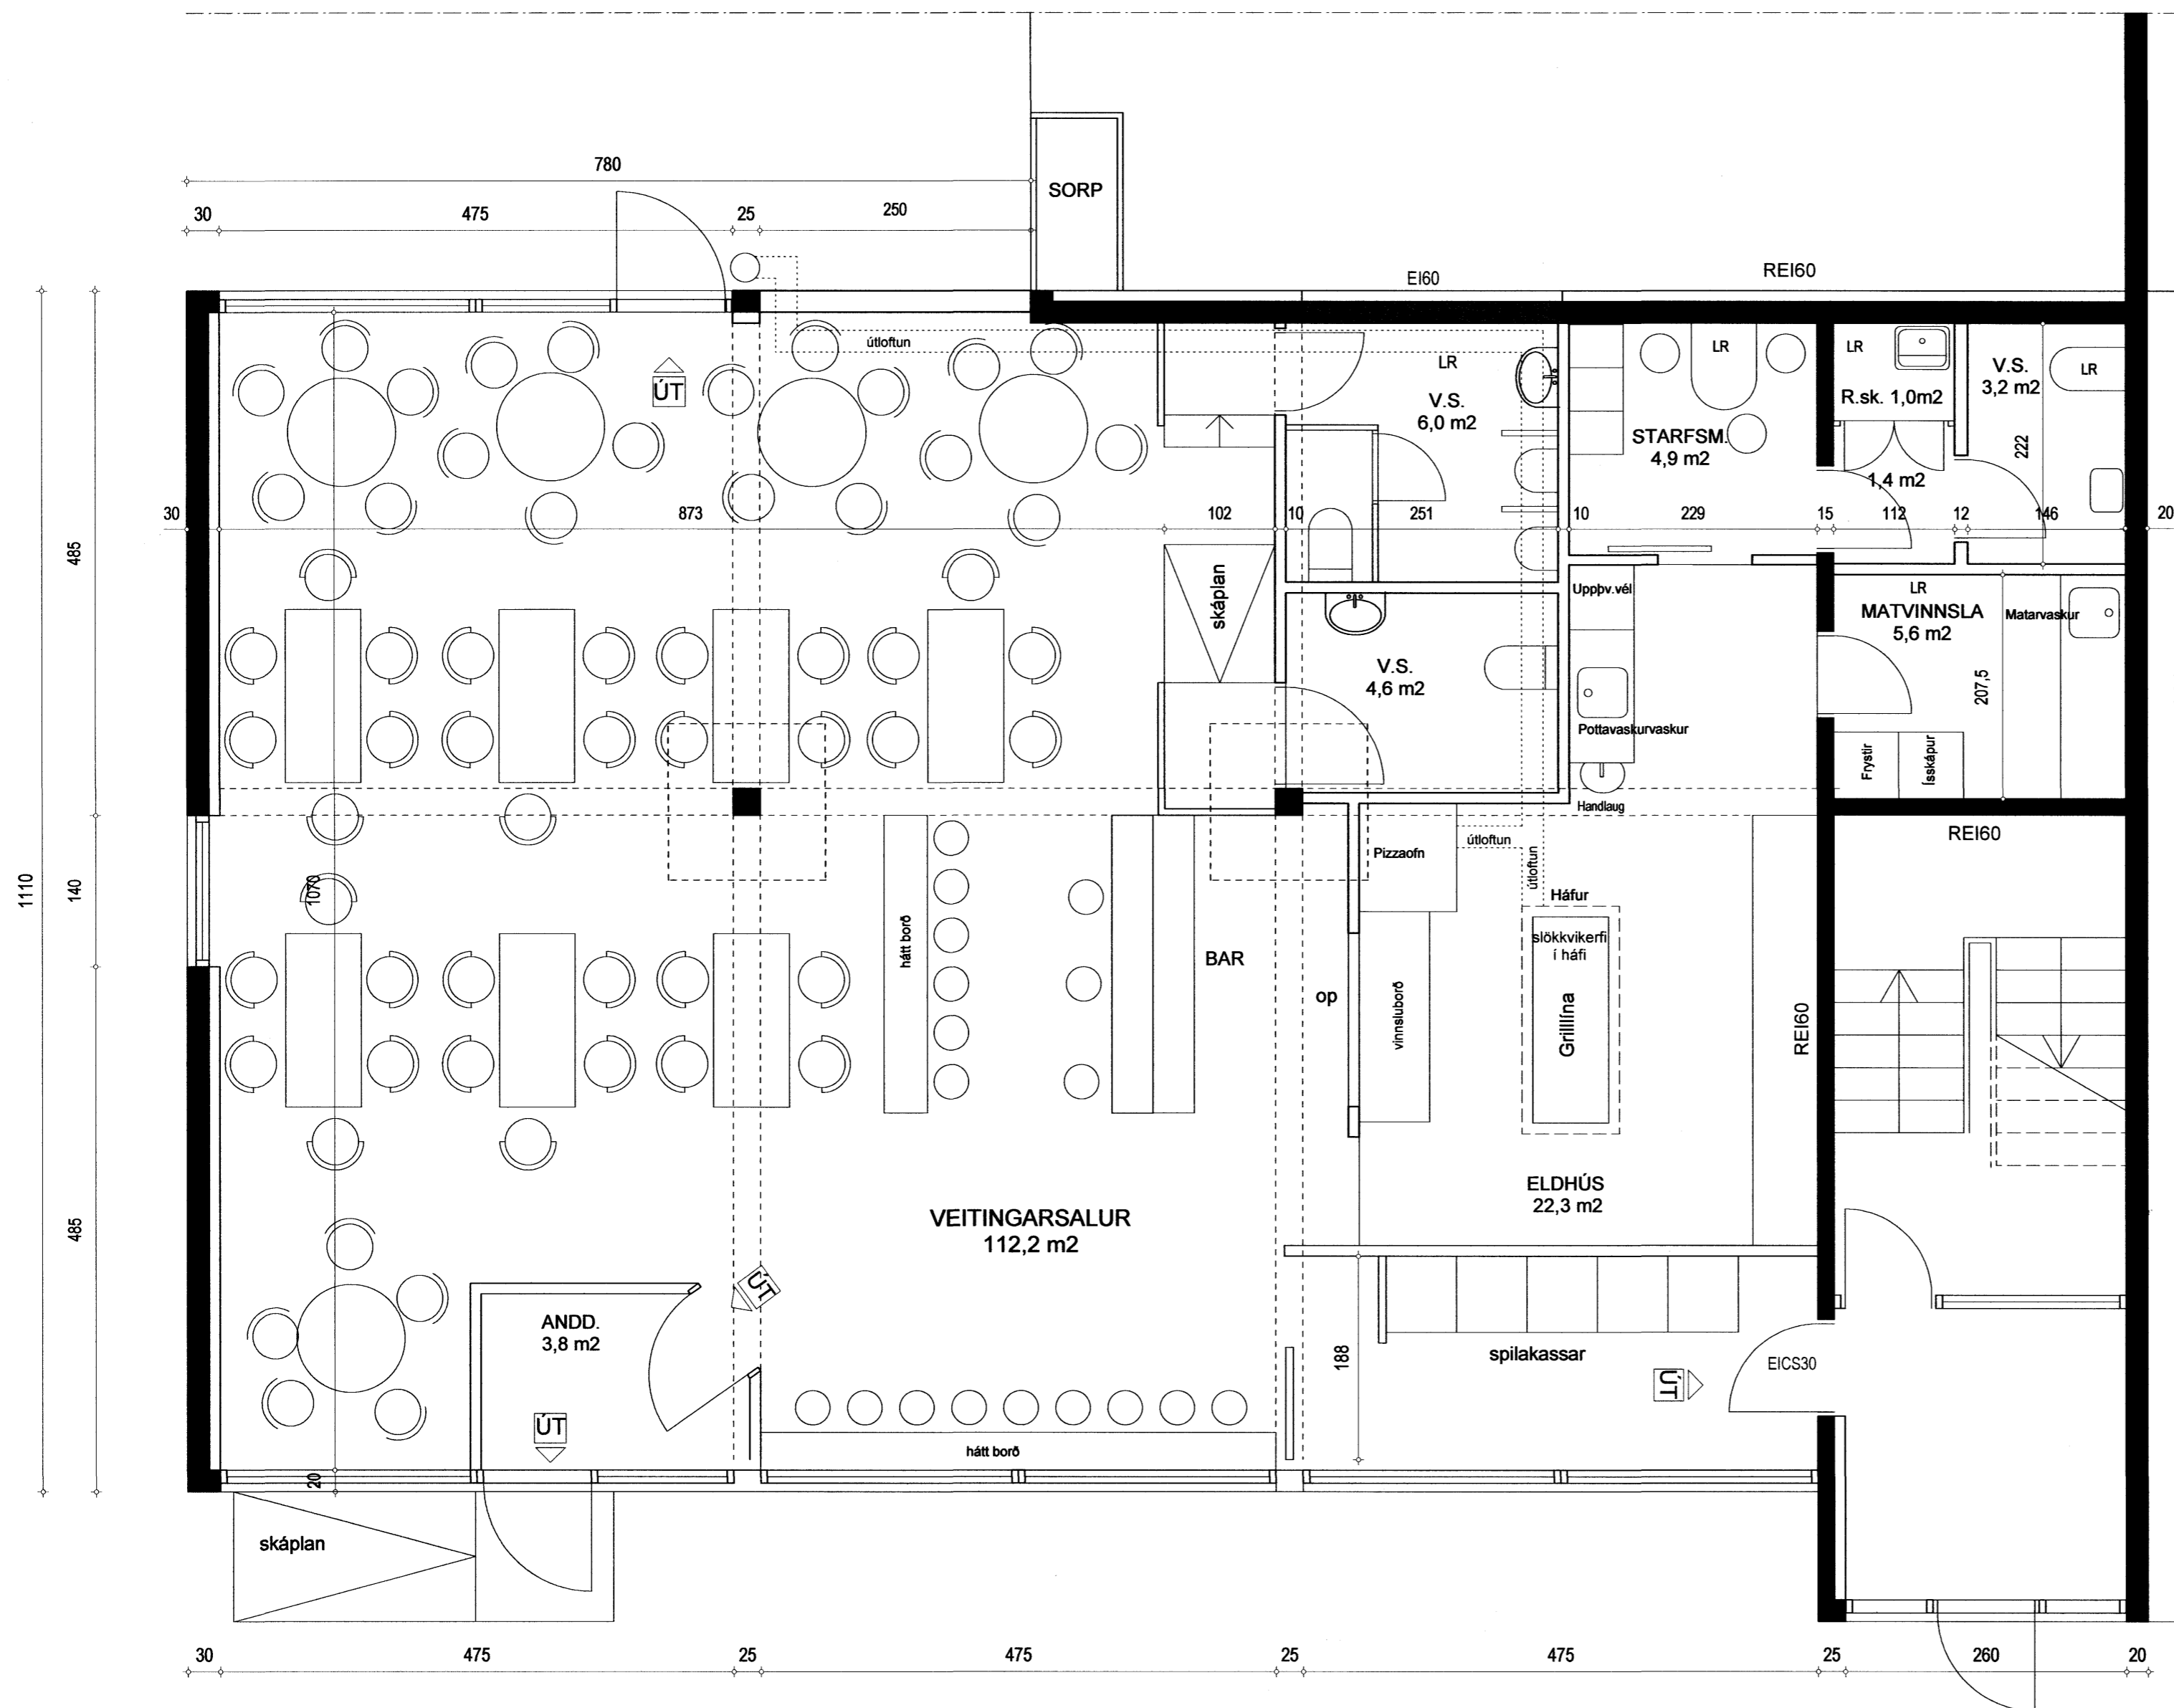 780
SORP
30
475
25
250
EI60
REI60
útloftun
ÚT
LR
V.S.
6,0 m2
LR
STARFSM.
4,9 m2
LR
R.sk. 1,0m2
V.S.
3,2 m2
LR
222
1,4 m2
30
873
102
10
251
10
229
15
112
12
146
20
485
skáplan
Uppþv.vél
LR
MATVINNSLA
5,6 m2
Matarvaskur
207,5
V.S.
4,6 m2
Pottavaskurvaskur
Frystir
Ísskápur
Handlaug
1110
140
1070
REI60
Pizzaofn
útloftun
útloftun
Háfur
hátt borð
BAR
op
vinnsluborð
slökkvikerfi
í háfi
Grillína
REI60
485
ELDHÚS
22,3 m2
VEITINGARSALUR
112,2 m2
ÚT
ANDD.
3,8 m2
188
spilakassar
EICS30
ÚT
ÚT
hátt borð
20
skáplan
30
475
25
475
25
475
25
260
20